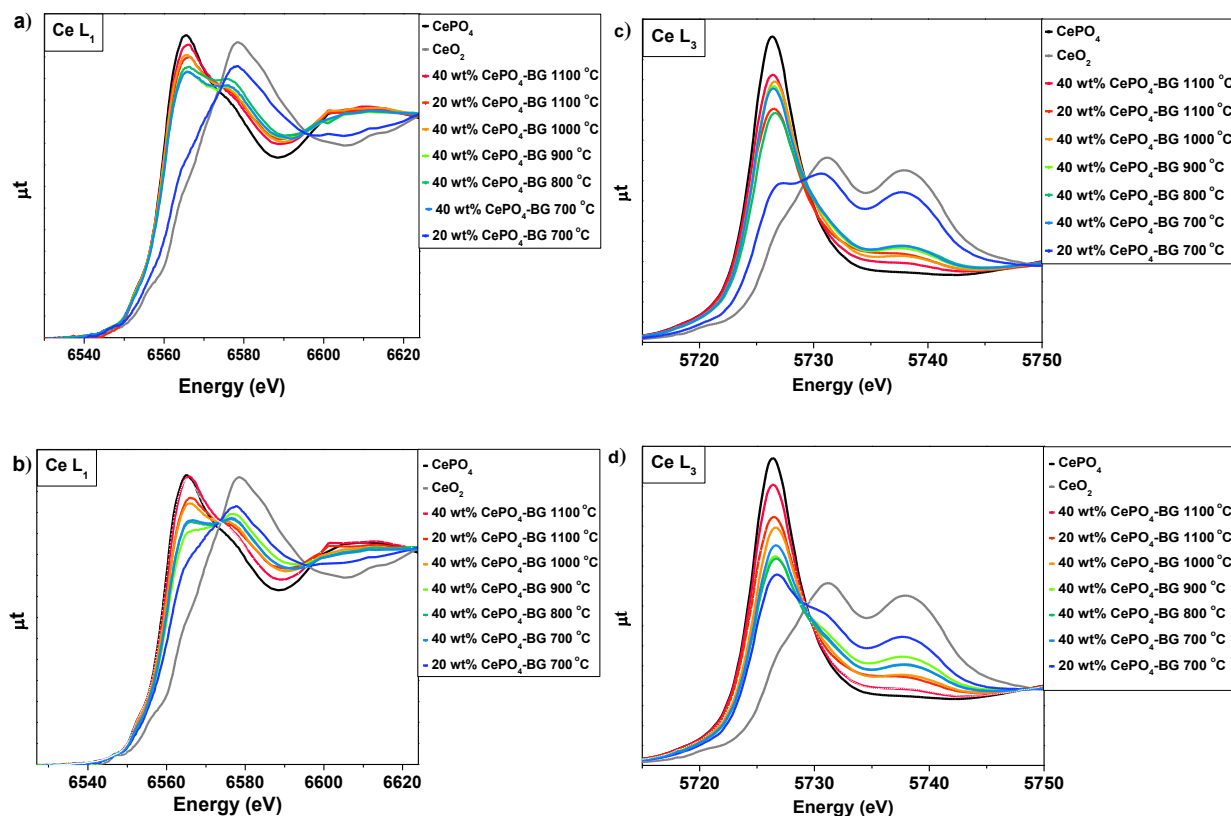 a)
Ce L₁
CePO₄
CeO₂
40 wt% CePO₄-BG 1100 °C
20 wt% CePO₄-BG 1100 °C
40 wt% CePO₄-BG 1000 °C
40 wt% CePO₄-BG 900 °C
40 wt% CePO₄-BG 800 °C
40 wt% CePO₄-BG 700 °C
20 wt% CePO₄-BG 700 °C
µt
6540 6560 6580 6600 6620
Energy (eV)
c)
Ce L₃
CePO₄
CeO₂
40 wt% CePO₄-BG 1100 °C
20 wt% CePO₄-BG 1100 °C
40 wt% CePO₄-BG 1000 °C
40 wt% CePO₄-BG 900 °C
40 wt% CePO₄-BG 800 °C
40 wt% CePO₄-BG 700 °C
20 wt% CePO₄-BG 700 °C
µt
5720 5730 5740 5750
Energy (eV)
b)
Ce L₁
CePO₄
CeO₂
40 wt% CePO₄-BG 1100 °C
20 wt% CePO₄-BG 1100 °C
40 wt% CePO₄-BG 1000 °C
40 wt% CePO₄-BG 900 °C
40 wt% CePO₄-BG 800 °C
40 wt% CePO₄-BG 700 °C
20 wt% CePO₄-BG 700 °C
µt
6540 6560 6580 6600 6620
Energy (eV)
d)
Ce L₃
CePO₄
CeO₂
40 wt% CePO₄-BG 1100 °C
20 wt% CePO₄-BG 1100 °C
40 wt% CePO₄-BG 1000 °C
40 wt% CePO₄-BG 900 °C
40 wt% CePO₄-BG 800 °C
40 wt% CePO₄-BG 700 °C
20 wt% CePO₄-BG 700 °C
µt
5720 5730 5740 5750
Energy (eV)